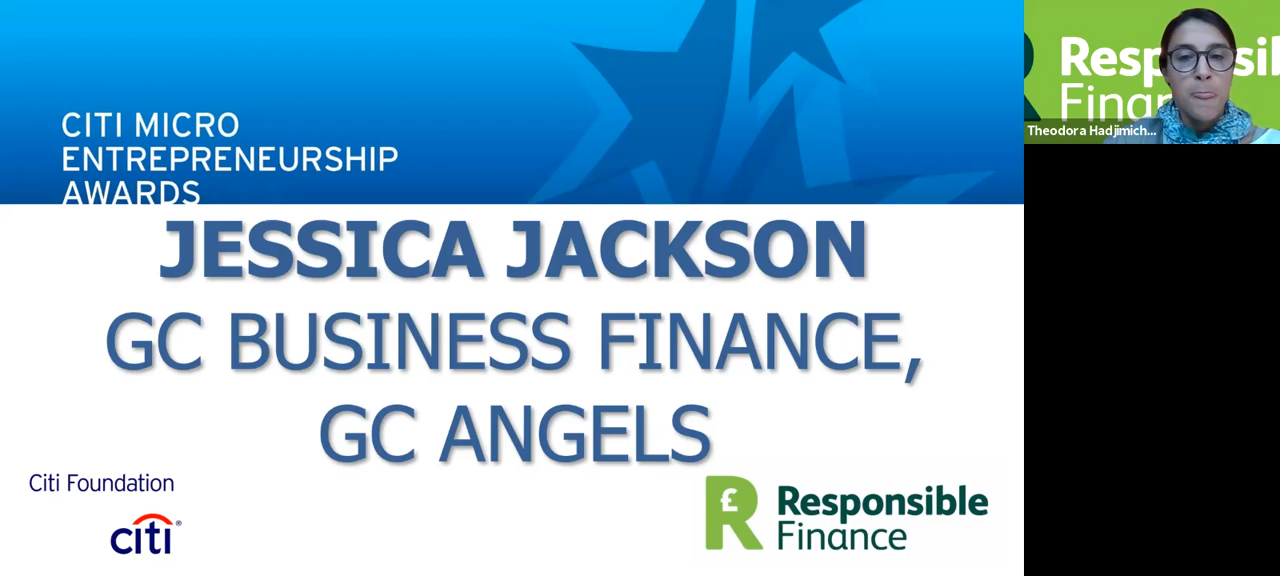 CITI MICRO
ENTREPRENEURSHIP
AWARDS
JESSICA JACKSON
GC BUSINESS FINANCE,
GC ANGELS
Citi Foundation
citi®
£
Responsible
Finance
Theodora Hadjimich...